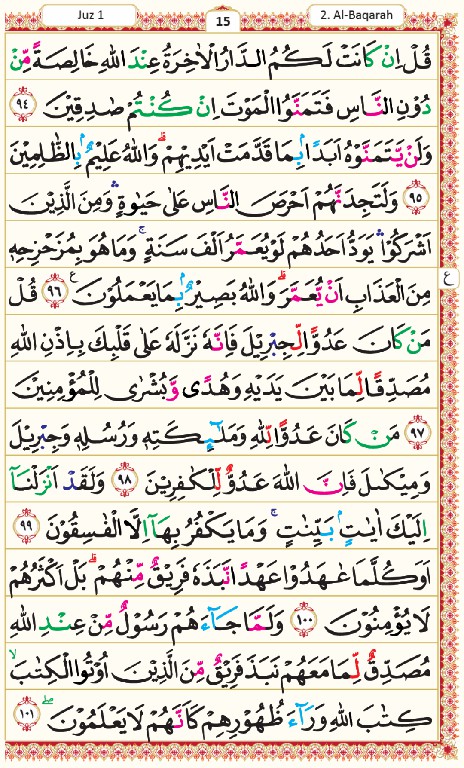 Juz 1
15
2. Al-Baqarah
قُلْ اِنْ كَانَتْ لَكُمُ الدَّارُ الْاٰخِرَةُ عِنْدَ اللّٰهِ خَالِصَةً مِّنْ
دُوْنِ النَّاسِ فَتَمَنَّوُا الْمَوْتَ اِنْ كُنْتُمْ صٰدِقِيْنَ ﴿٩٤﴾
وَلَنْ يَّتَمَنَّوْهُ اَبَدًاۢ بِمَا قَدَّمَتْ اَيْدِيْهِمْ ؕ وَاللّٰهُ عَلِيْمٌۢ بِالظّٰلِمِيْنَ
﴿٩٥﴾ وَلَتَجِدَنَّهُمْ اَحْرَصَ النَّاسِ عَلٰى حَيٰوةٍ ۛ وَمِنَ الَّذِيْنَ
اَشْرَكُوْا ۛ يَوَدُّ اَحَدُهُمْ لَوْ يُعَمَّرُ اَلْفَ سَنَةٍ ۚ وَمَا هُوَ بِمُزَحْزِحِهٖ
مِنَ الْعَذَابِ اَنْ يُّعَمَّرَ ؕ وَاللّٰهُ بَصِيْرٌۢ بِمَا يَعْمَلُوْنَ ﴿٩٦﴾ قُلْ
ع
مَنْ كَانَ عَدُوًّا لِّجِبْرِيْلَ فَاِنَّهٗ نَزَّلَهٗ عَلٰى قَلْبِكَ بِاِذْنِ اللّٰهِ
مُصَدِّقًا لِّمَا بَيْنَ يَدَيْهِ وَهُدًى وَّبُشْرٰى لِلْمُؤْمِنِيْنَ
﴿٩٧﴾ مَنْ كَانَ عَدُوًّا لِّلّٰهِ وَمَلٰٓئِكَتِهٖ وَرُسُلِهٖ وَجِبْرِيْلَ
وَمِيْكٰىلَ فَاِنَّ اللّٰهَ عَدُوٌّ لِّلْكٰفِرِيْنَ ﴿٩٨﴾ وَلَقَدْ اَنْزَلْنَاۤ
اِلَيْكَ اٰيٰتٍۢ بَيِّنٰتٍ ۚ وَمَا يَكْفُرُ بِهَاۤ اِلَّا الْفٰسِقُوْنَ ﴿٩٩﴾
اَوَكُلَّمَا عٰهَدُوْا عَهْدًا نَّبَذَهٗ فَرِيْقٌ مِّنْهُمْ ؕ بَلْ اَكْثَرُهُمْ
لَا يُؤْمِنُوْنَ ﴿١٠٠﴾ وَلَمَّا جَآءَهُمْ رَسُوْلٌ مِّنْ عِنْدِ اللّٰهِ
مُصَدِّقٌ لِّمَا مَعَهُمْ نَبَذَ فَرِيْقٌ مِّنَ الَّذِيْنَ اُوْتُوا الْكِتٰبَ ۙ
كِتٰبَ اللّٰهِ وَرَآءَ ظُهُوْرِهِمْ كَاَنَّهُمْ لَا يَعْلَمُوْنَ ﴿١٠١﴾